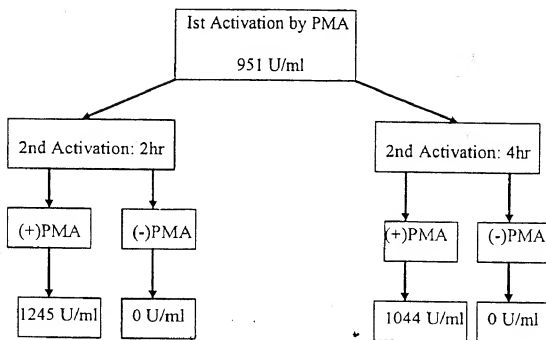 Ist Activation by PMA
951 U/ml
2nd Activation: 2hr
2nd Activation: 4hr
(+)PMA
(-)PMA
(+)PMA
(-)PMA
1245 U/ml
0 U/ml
1044 U/ml
0 U/ml